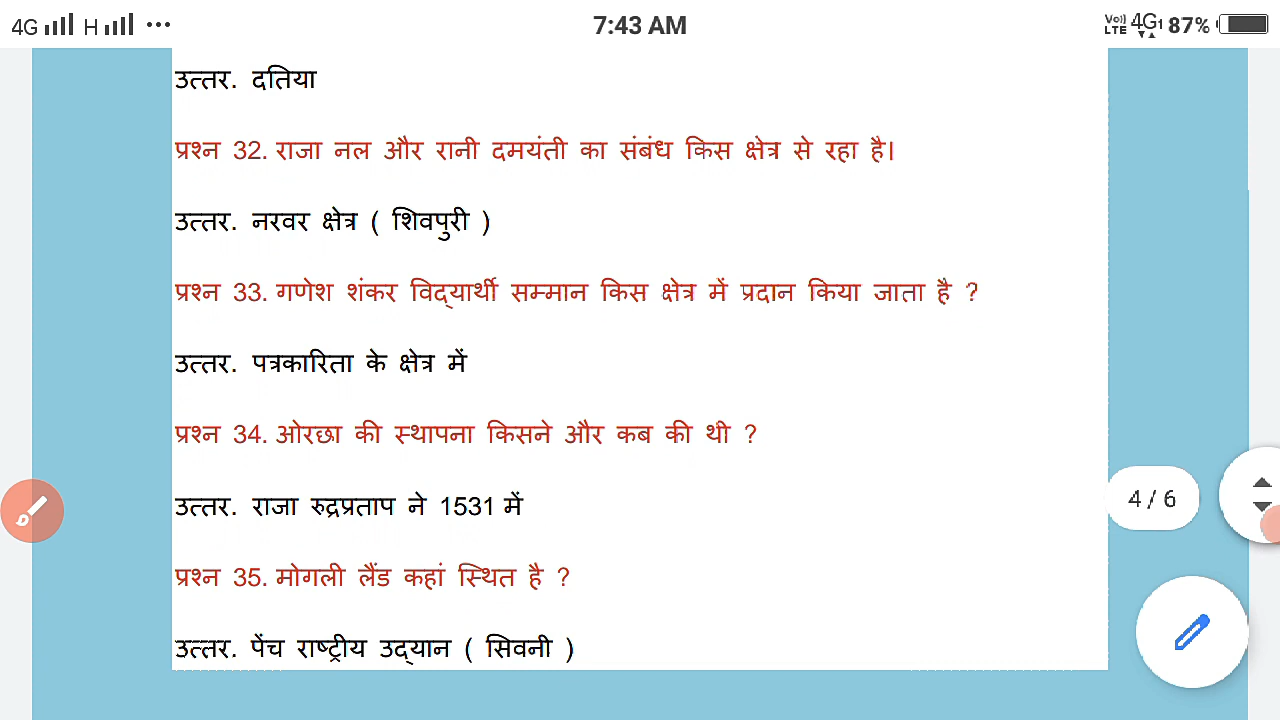 4G H ••• 7:43 AM Vo)) LTE 4G1 87%
उत्तर. दतिया
प्रश्न 32. राजा नल और रानी दमयंती का संबंध किस क्षेत्र से रहा है।
उत्तर. नरवर क्षेत्र ( शिवपुरी )
प्रश्न 33. गणेश शंकर विद्यार्थी सम्मान किस क्षेत्र में प्रदान किया जाता है ?
उत्तर. पत्रकारिता के क्षेत्र में
प्रश्न 34. ओरछा की स्थापना किसने और कब की थी ?
उत्तर. राजा रुद्रप्रताप ने 1531 में
4 / 6
प्रश्न 35. मोगली लैंड कहां स्थित है ?
उत्तर. पेंच राष्ट्रीय उद्यान ( सिवनी )